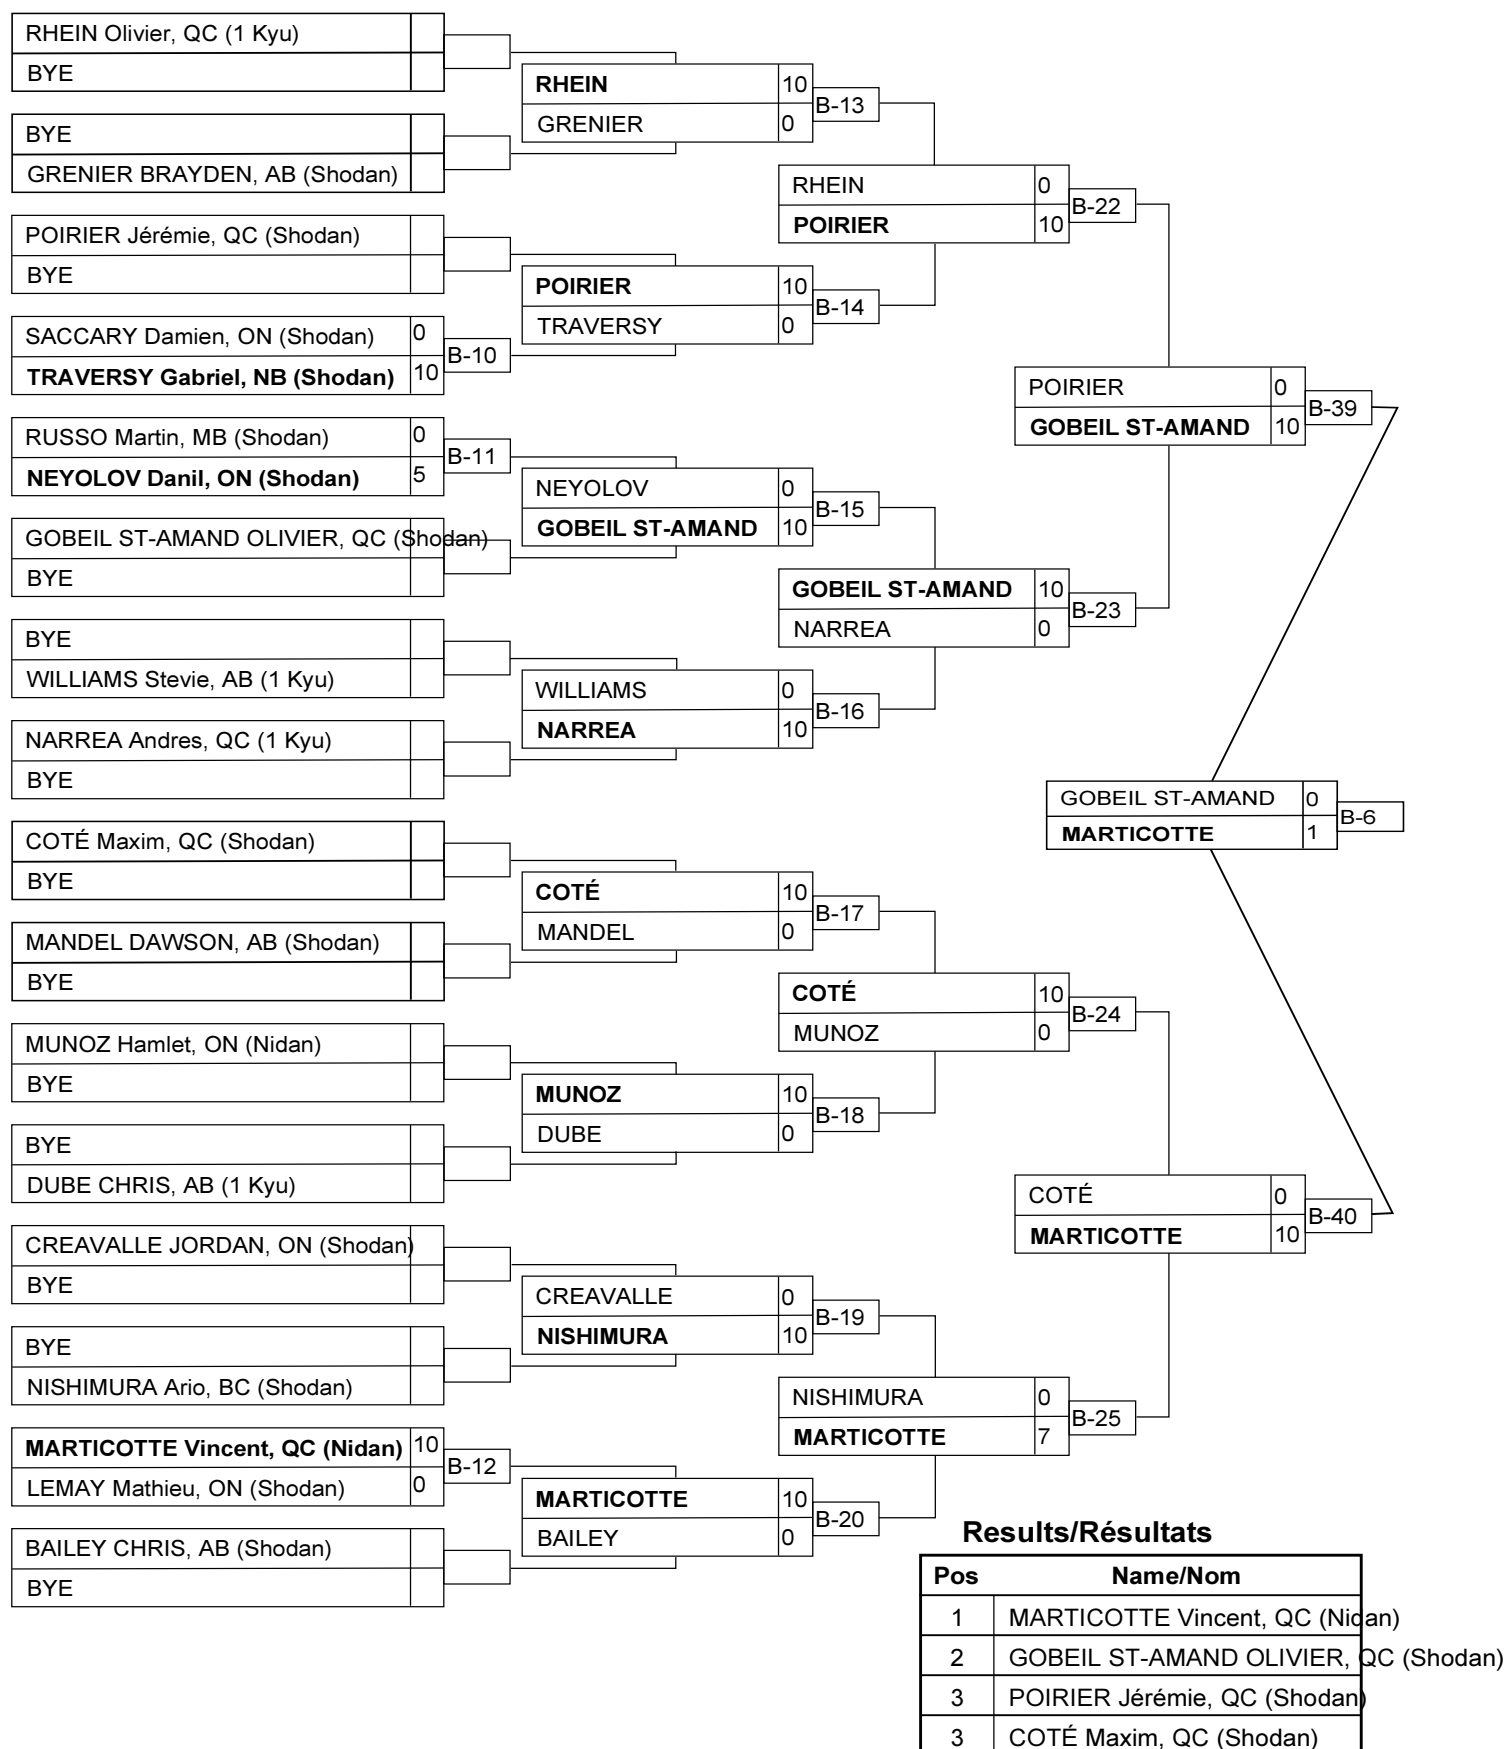 RHEIN Olivier, QC (1 Kyu)
BYE
BYE
GRENIER BRAYDEN, AB (Shodan)
POIRIER Jérémie, QC (Shodan)
BYE
SACCARY Damien, ON (Shodan) 0
TRAVERSY Gabriel, NB (Shodan) 10
B-10
RUSSO Martin, MB (Shodan) 0
NEYOLOV Danil, ON (Shodan) 5
B-11
GOBEIL ST-AMAND OLIVIER, QC (Shodan)
BYE
BYE
WILLIAMS Stevie, AB (1 Kyu)
NARREA Andres, QC (1 Kyu)
BYE
COTÉ Maxim, QC (Shodan)
BYE
MANDEL DAWSON, AB (Shodan)
BYE
MUNOZ Hamlet, ON (Nidan)
BYE
BYE
DUBE CHRIS, AB (1 Kyu)
CREAVALLE JORDAN, ON (Shodan)
BYE
BYE
NISHIMURA Ario, BC (Shodan)
MARTICOTTE Vincent, QC (Nidan) 10
LEMAY Mathieu, ON (Shodan) 0
B-12
BAILEY CHRIS, AB (Shodan)
BYE
RHEIN 10
GRENIER 0
B-13
POIRIER 10
TRAVERSY 0
B-14
NEYOLOV 0
GOBEIL ST-AMAND 10
B-15
WILLIAMS 0
NARREA 10
B-16
COTÉ 10
MANDEL 0
B-17
MUNOZ 10
DUBE 0
B-18
CREAVALLE 0
NISHIMURA 10
B-19
MARTICOTTE 10
BAILEY 0
B-20
RHEIN 0
POIRIER 10
B-22
GOBEIL ST-AMAND 10
NARREA 0
B-23
COTÉ 10
MUNOZ 0
B-24
NISHIMURA 0
MARTICOTTE 7
B-25
POIRIER 0
GOBEIL ST-AMAND 10
B-39
COTÉ 0
MARTICOTTE 10
B-40
GOBEIL ST-AMAND 0
MARTICOTTE 1
B-6
Results/Résultats
Pos Name/Nom
1 MARTICOTTE Vincent, QC (Nidan)
2 GOBEIL ST-AMAND OLIVIER, QC (Shodan)
3 POIRIER Jérémie, QC (Shodan)
3 COTÉ Maxim, QC (Shodan)